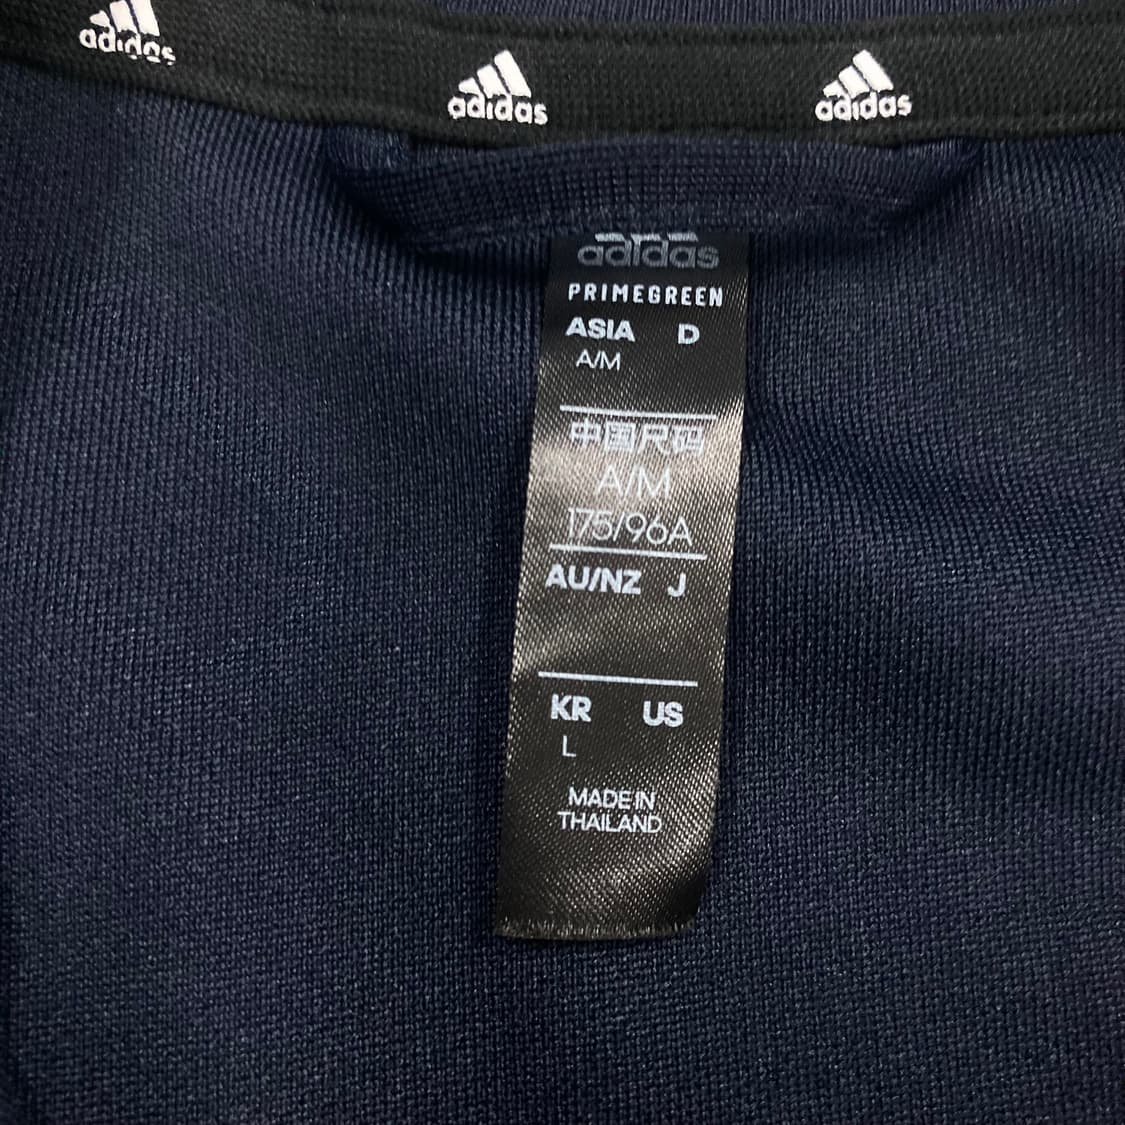 adidas
adidas
adidas
adidas
PRIMEGREEN
ASIA D
A/M
中国尺码
A/M
175/96A
AU/NZ J
KR US
L
MADE IN
THAILAND